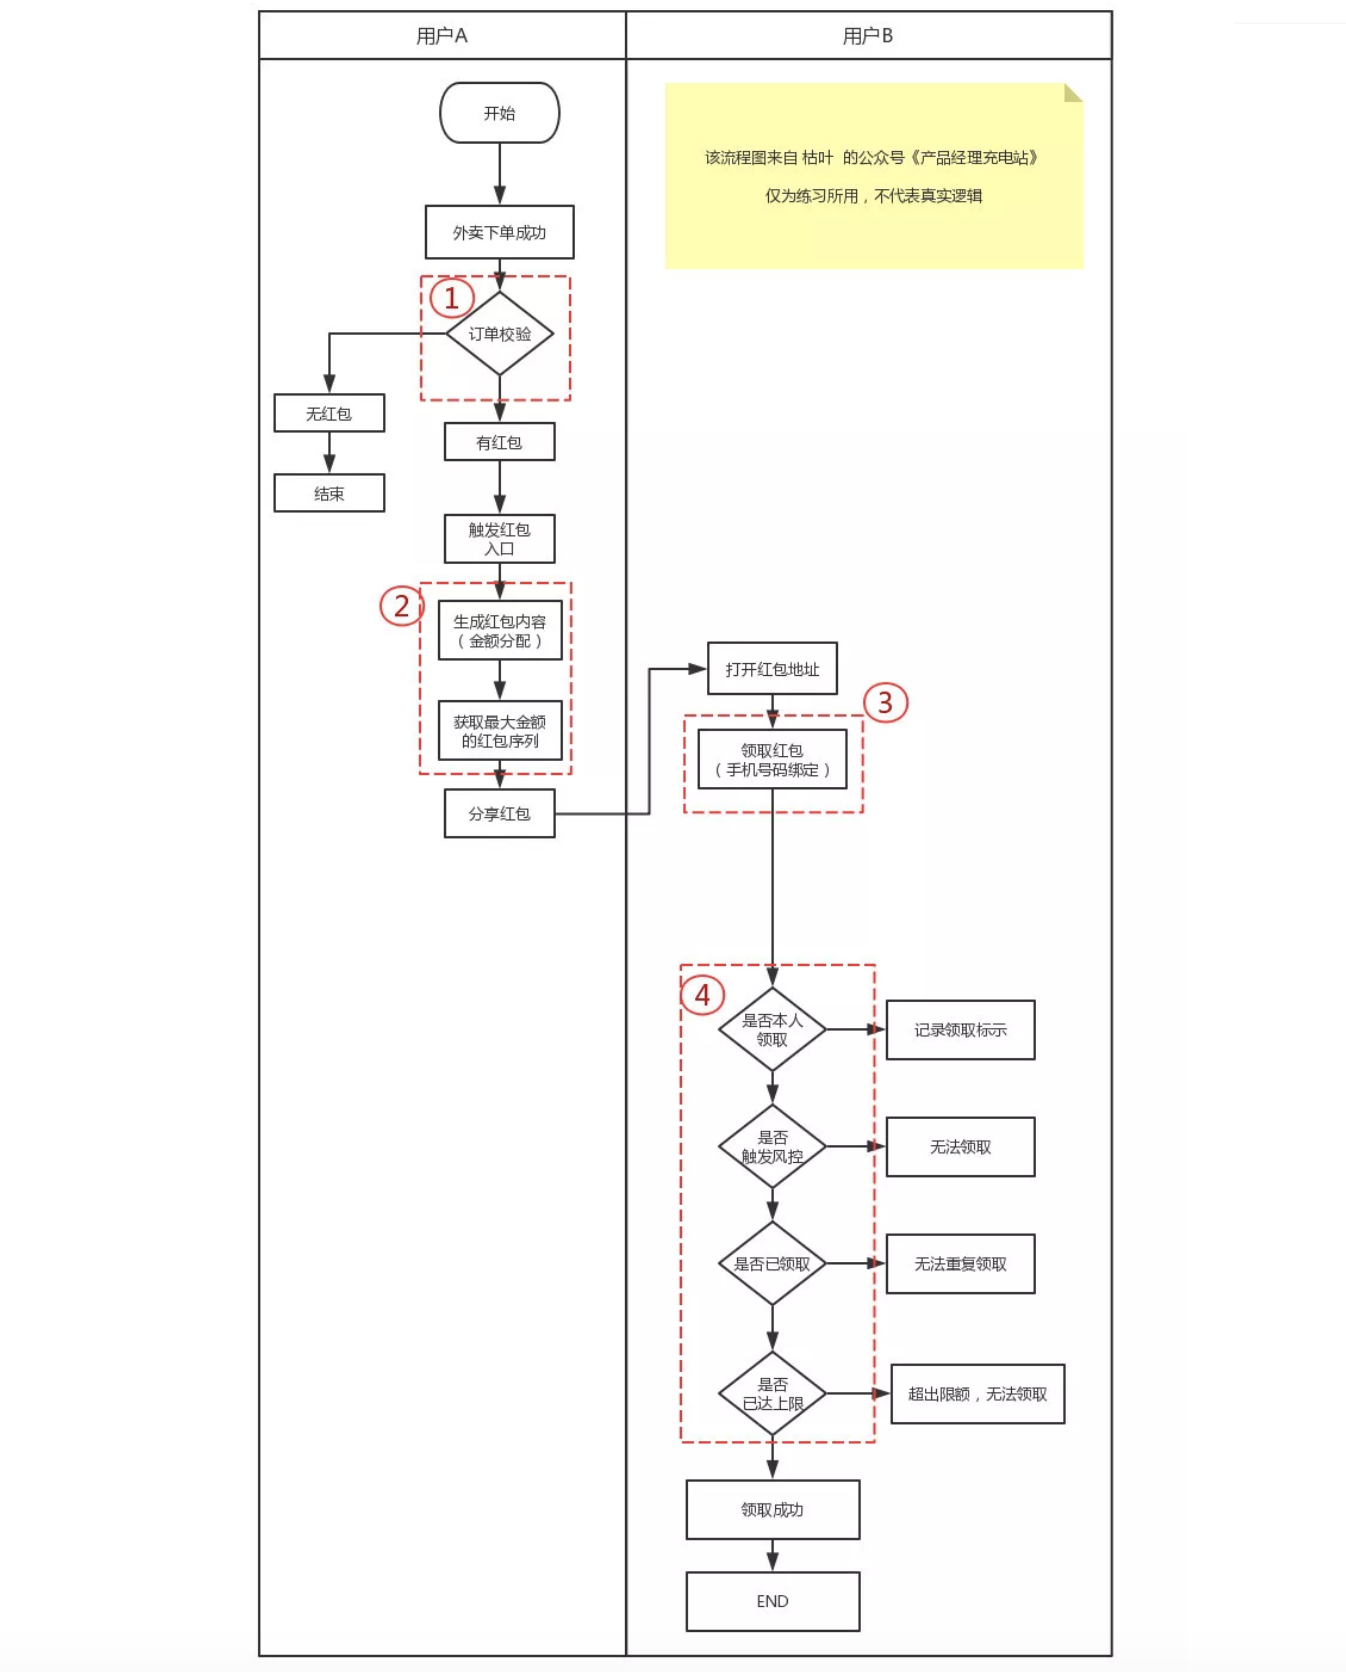 用户A
用户B
开始
该流程图来自 枯叶 的公众号《产品经理充电站》
仅为练习所用，不代表真实逻辑
外卖下单成功
①
订单校验
无红包
有红包
结束
触发红包
入口
②
生成红包内容
（金额分配）
获取最大金额
的红包序列
分享红包
打开红包地址
③
领取红包
（手机号码绑定）
④
是否本人
领取
记录领取标示
是否
触发风控
无法领取
是否已领取
无法重复领取
是否
已达上限
超出限额，无法领取
领取成功
END